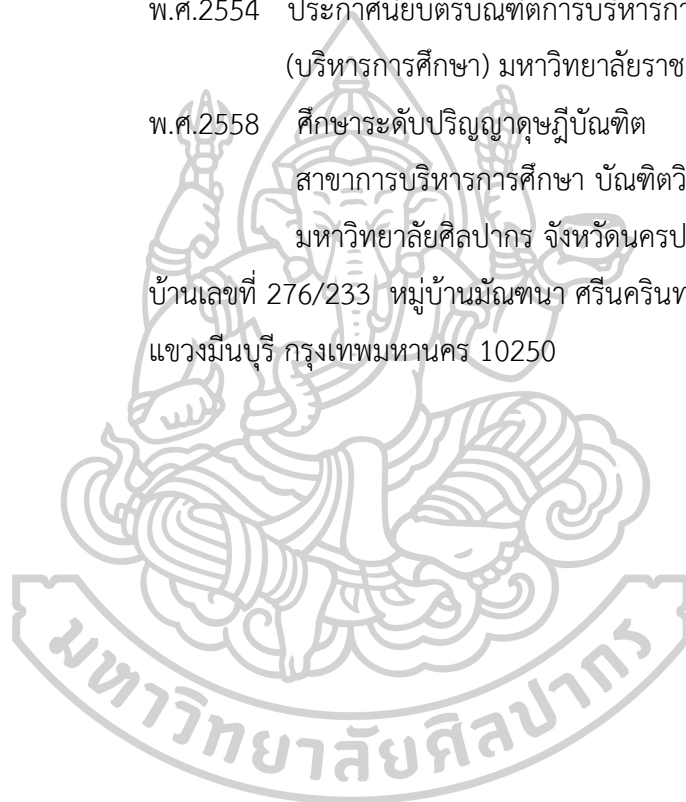 พ.ศ.2554 ประกาศนียบัตรบัณฑิตการบริหารกา
(บริหารการศึกษา) มหาวิทยาลัยราช
พ.ศ.2558 ศึกษาระดับปริญญาดุษฎีบัณฑิต
สาขาการบริหารการศึกษา บัณฑิตวิ
มหาวิทยาลัยศิลปากร จังหวัดนครป
บ้านเลขที่ 276/233 หมู่บ้านมัณฑนา ศรีนครินท
แขวงมีนบุรี กรุงเทพมหานคร 10250
มหาวิทยาลัยศิลปากร